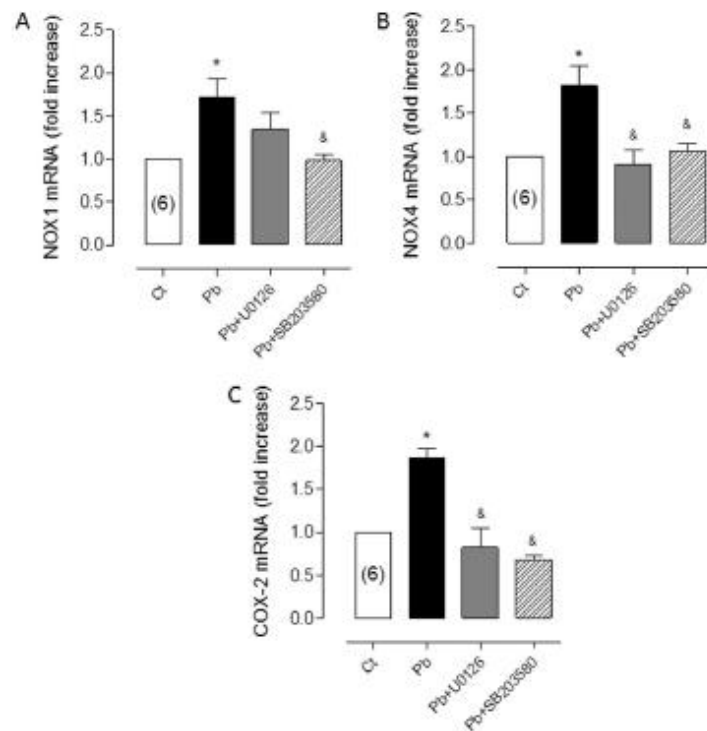 A
NOX1 mRNA (fold increase)
2.5
2.0
1.5
1.0
0.5
0.0
*
&
(6)
Ct
Pb
Pb+U0126
Pb+SB203580
B
NOX4 mRNA (fold increase)
2.5
2.0
1.5
1.0
0.5
0.0
*
&
&
(6)
Ct
Pb
Pb+U0126
Pb+SB203580
C
COX-2 mRNA (fold increase)
2.5
2.0
1.5
1.0
0.5
0.0
*
&
&
(6)
Ct
Pb
Pb+U0126
Pb+SB203580